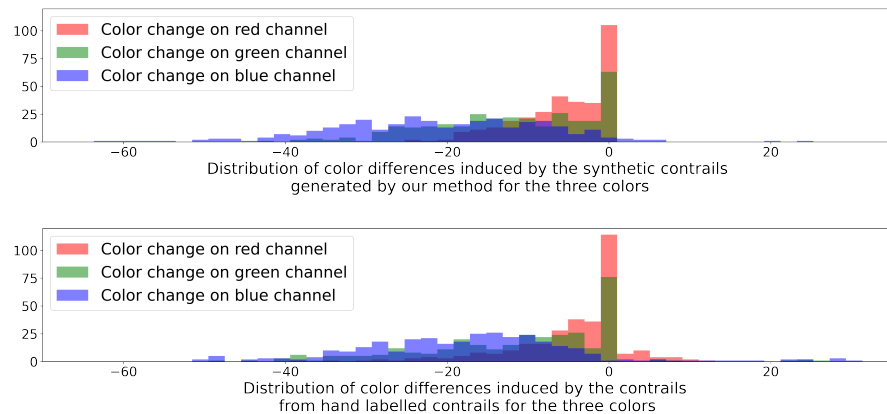 100
75
50
25
0
Color change on red channel
Color change on green channel
Color change on blue channel
−60 −40 −20 0 20
Distribution of color differences induced by the synthetic contrails
generated by our method for the three colors
100
75
50
25
0
Color change on red channel
Color change on green channel
Color change on blue channel
−60 −40 −20 0 20
Distribution of color differences induced by the contrails
from hand labelled contrails for the three colors